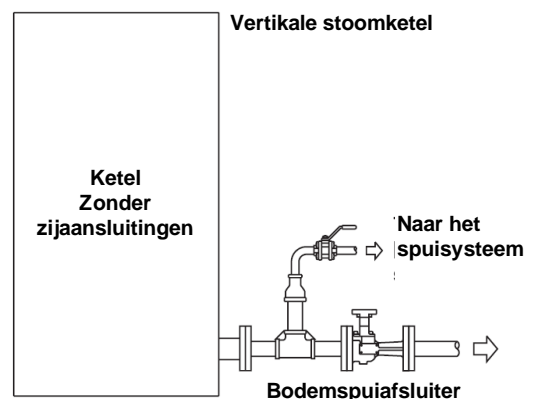 Vertikale stoomketel
Ketel
Zonder
zijaansluitingen
Naar het
spuisysteem
Bodemspuiafsluiter